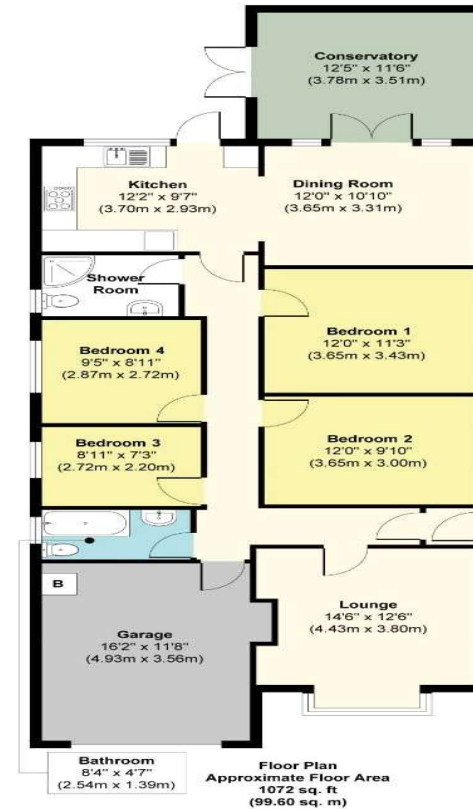 Conservatory
12'5" x 11'6"
(3.78m x 3.51m)
Kitchen
12'2" x 9'7"
(3.70m x 2.93m)
Dining Room
12'0" x 10'10"
(3.65m x 3.31m)
Shower
Room
Bedroom 1
12'0" x 11'3"
(3.65m x 3.43m)
Bedroom 4
9'5" x 8'11"
(2.87m x 2.72m)
Bedroom 2
12'0" x 9'10"
(3.65m x 3.00m)
Bedroom 3
8'11" x 7'3"
(2.72m x 2.20m)
B
Lounge
14'6" x 12'6"
(4.43m x 3.80m)
Garage
16'2" x 11'8"
(4.93m x 3.56m)
Bathroom
8'4" x 4'7"
(2.54m x 1.39m)
Floor Plan
Approximate Floor Area
1072 sq. ft
(99.60 sq. m)